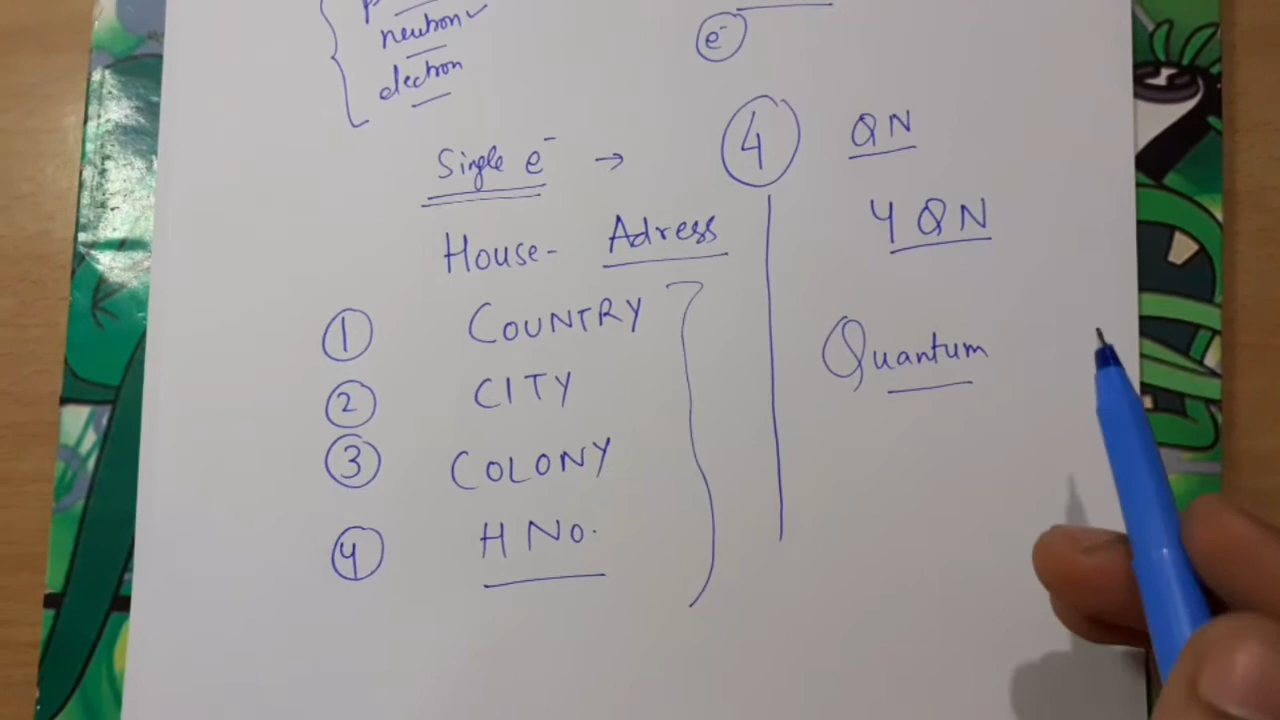 neutron ✓
electron
e⁻
Single e⁻ → 4 QN
House- Adress
4 QN
1 COUNTRY
2 CITY
3 COLONY
4 H No.
Quantum